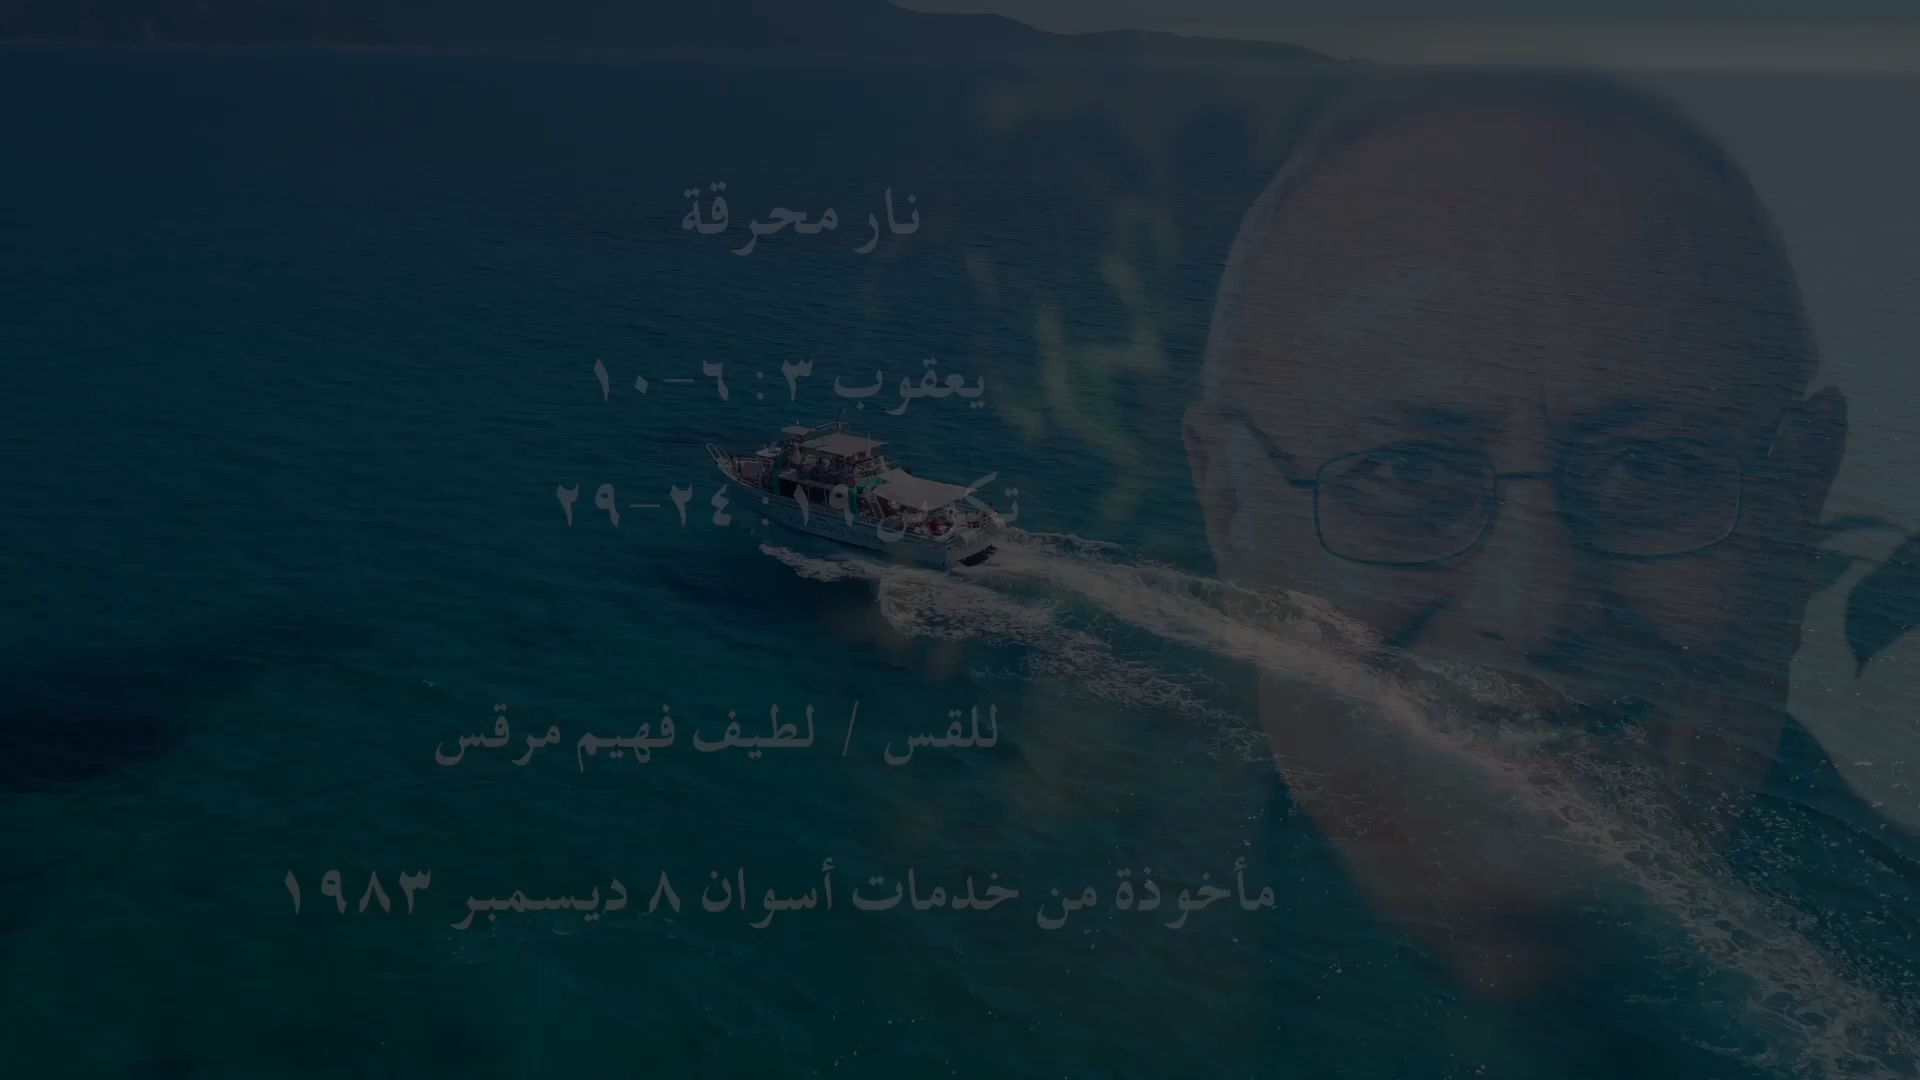 نار محرقة
يعقوب ٣ : ٦-١٠
تكوين ١٩ : ٢٤-٢٩
للقس / لطيف فهيم مرقس
مأخوذة من خدمات أسوان ٨ ديسمبر ١٩٨٣